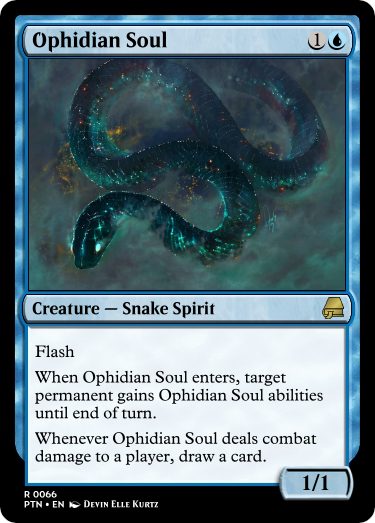 Ophidian Soul 1
Creature — Snake Spirit
Flash
When Ophidian Soul enters, target
permanent gains Ophidian Soul abilities
until end of turn.
Whenever Ophidian Soul deals combat
damage to a player, draw a card.
1/1
R 0066
PTN • EN Devin Elle Kurtz